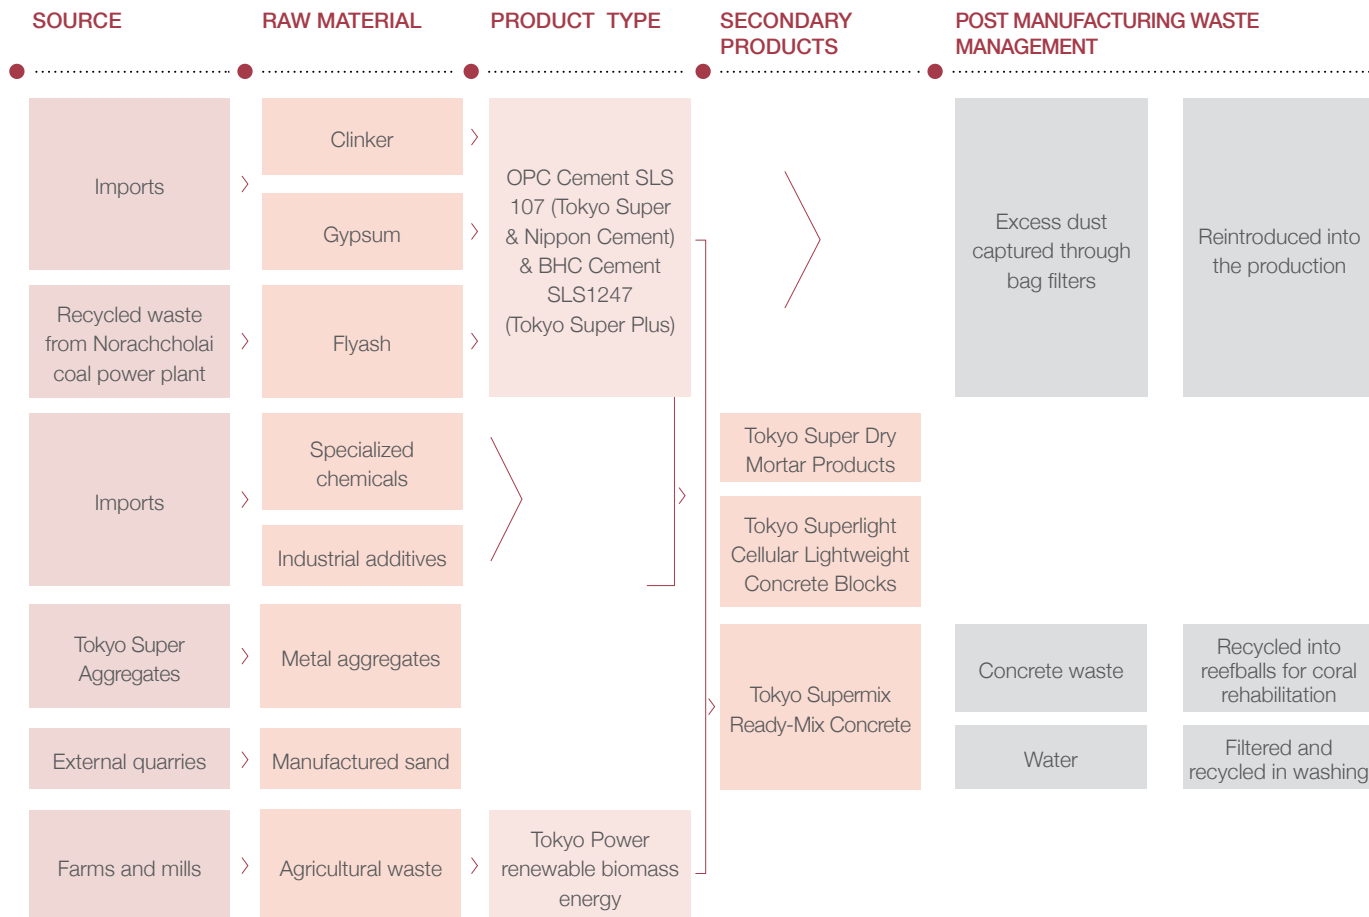 SOURCE
RAW MATERIAL
PRODUCT TYPE
SECONDARY
PRODUCTS
POST MANUFACTURING WASTE
MANAGEMENT
Imports
Clinker
Gypsum
OPC Cement SLS
107 (Tokyo Super
& Nippon Cement)
& BHC Cement
SLS1247
(Tokyo Super Plus)
Excess dust
captured through
bag filters
Reintroduced into
the production
Recycled waste
from Norachcholai
coal power plant
Flyash
Imports
Specialized
chemicals
Industrial additives
Tokyo Super Dry
Mortar Products
Tokyo Superlight
Cellular Lightweight
Concrete Blocks
Tokyo Super
Aggregates
Metal aggregates
Tokyo Supermix
Ready-Mix Concrete
Concrete waste
Recycled into
reefballs for coral
rehabilitation
External quarries
Manufactured sand
Water
Filtered and
recycled in washing
Farms and mills
Agricultural waste
Tokyo Power
renewable biomass
energy